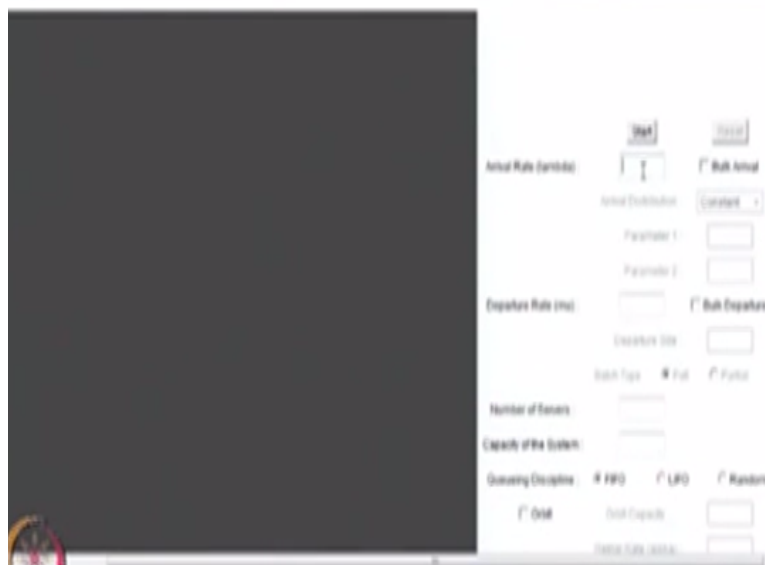 Start Reset
Arrival Rate (lambda) : Bulk Arrival
Arrival Distribution Constant
Parameter 1
Parameter 2
Departure Rate (mu) : Bulk Departure
Departure Size
Batch Type Full Partial
Number of Servers :
Capacity of the System :
Queueing Discipline : FIFO LIFO Random
Orbit Orbit Capacity
Retrial Rate